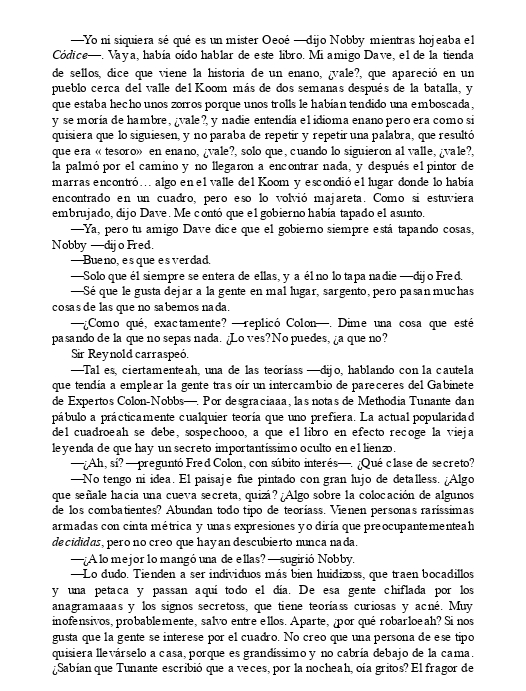 —Yo ni siquiera sé qué es un mister Oeoé —dijo Nobby mientras hojeaba el
Códice—. Vaya, había oído hablar de este libro. Mi amigo Dave, el de la tienda
de sellos, dice que viene la historia de un enano, ¿vale?, que apareció en un
pueblo cerca del valle del Koom más de dos semanas después de la batalla, y
que estaba hecho unos zorros porque unos trolls le habían tendido una emboscada,
y se moría de hambre, ¿vale?, y nadie entendía el idioma enano pero era como si
quisiera que lo siguiesen, y no paraba de repetir y repetir una palabra, que resultó
que era « tesoro» en enano, ¿vale?, solo que, cuando lo siguieron al valle, ¿vale?,
la palmó por el camino y no llegaron a encontrar nada, y después el pintor de
marras encontró… algo en el valle del Koom y escondió el lugar donde lo había
encontrado en un cuadro, pero eso lo volvió majareta. Como si estuviera
embrujado, dijo Dave. Me contó que el gobierno había tapado el asunto.
—Ya, pero tu amigo Dave dice que el gobierno siempre está tapando cosas,
Nobby —dijo Fred.
—Bueno, es que es verdad.
—Solo que él siempre se entera de ellas, y a él no lo tapa nadie —dijo Fred.
—Sé que le gusta dejar a la gente en mal lugar, sargento, pero pasan muchas
cosas de las que no sabemos nada.
—¿Como qué, exactamente? —replicó Colon—. Dime una cosa que esté
pasando de la que no sepas nada. ¿Lo ves? No puedes, ¿a que no?
Sir Reynold carraspeó.
—Tal es, ciertamenteah, una de las teoríass —dijo, hablando con la cautela
que tendía a emplear la gente tras oír un intercambio de pareceres del Gabinete
de Expertos Colon-Nobbs—. Por desgraciaaa, las notas de Methodia Tunante dan
pábulo a prácticamente cualquier teoría que uno prefiera. La actual popularidad
del cuadroeah se debe, sospechooo, a que el libro en efecto recoge la vieja
leyenda de que hay un secreto importantíssimo oculto en el lienzo.
—¿Ah, sí? —preguntó Fred Colon, con súbito interés—. ¿Qué clase de secreto?
—No tengo ni idea. El paisaje fue pintado con gran lujo de detalless. ¿Algo
que señale hacia una cueva secreta, quizá? ¿Algo sobre la colocación de algunos
de los combatientes? Abundan todo tipo de teoríass. Vienen personas raríssimas
armadas con cinta métrica y unas expresiones yo diría que preocupantementeah
decididas, pero no creo que hayan descubierto nunca nada.
—¿A lo mejor lo mangó una de ellas? —sugirió Nobby.
—Lo dudo. Tienden a ser individuos más bien huidizoss, que traen bocadillos
y una petaca y passan aquí todo el día. De esa gente chiflada por los
anagramaaas y los signos secretoss, que tiene teoríass curiosas y acné. Muy
inofensivos, probablemente, salvo entre ellos. Aparte, ¿por qué robarloeah? Si nos
gusta que la gente se interese por el cuadro. No creo que una persona de ese tipo
quisiera llevárselo a casa, porque es grandíssimo y no cabría debajo de la cama.
¿Sabían que Tunante escribió que a veces, por la nocheah, oía gritos? El fragor de